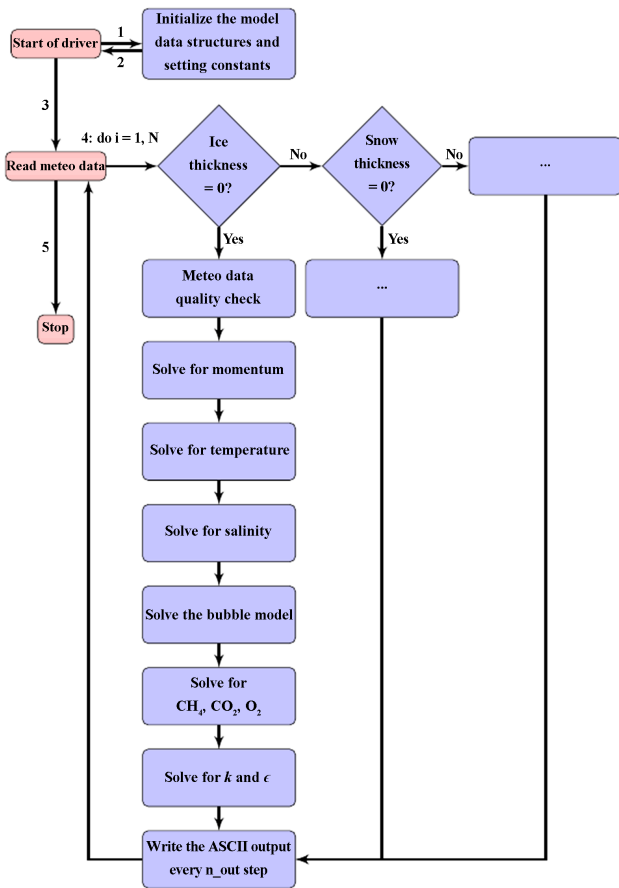 Start of driver
1
2
Initialize the model
data structures and
setting constants
3
4: do i = 1, N
Read meteo data
Ice
thickness
= 0?
No
Snow
thickness
= 0?
No
...
5
Yes
Yes
Stop
Meteo data
quality check
...
Solve for momentum
Solve for temperature
Solve for salinity
Solve the bubble model
Solve for
CH₄, CO₂, O₂
Solve for k and ϵ
Write the ASCII output
every n_out step